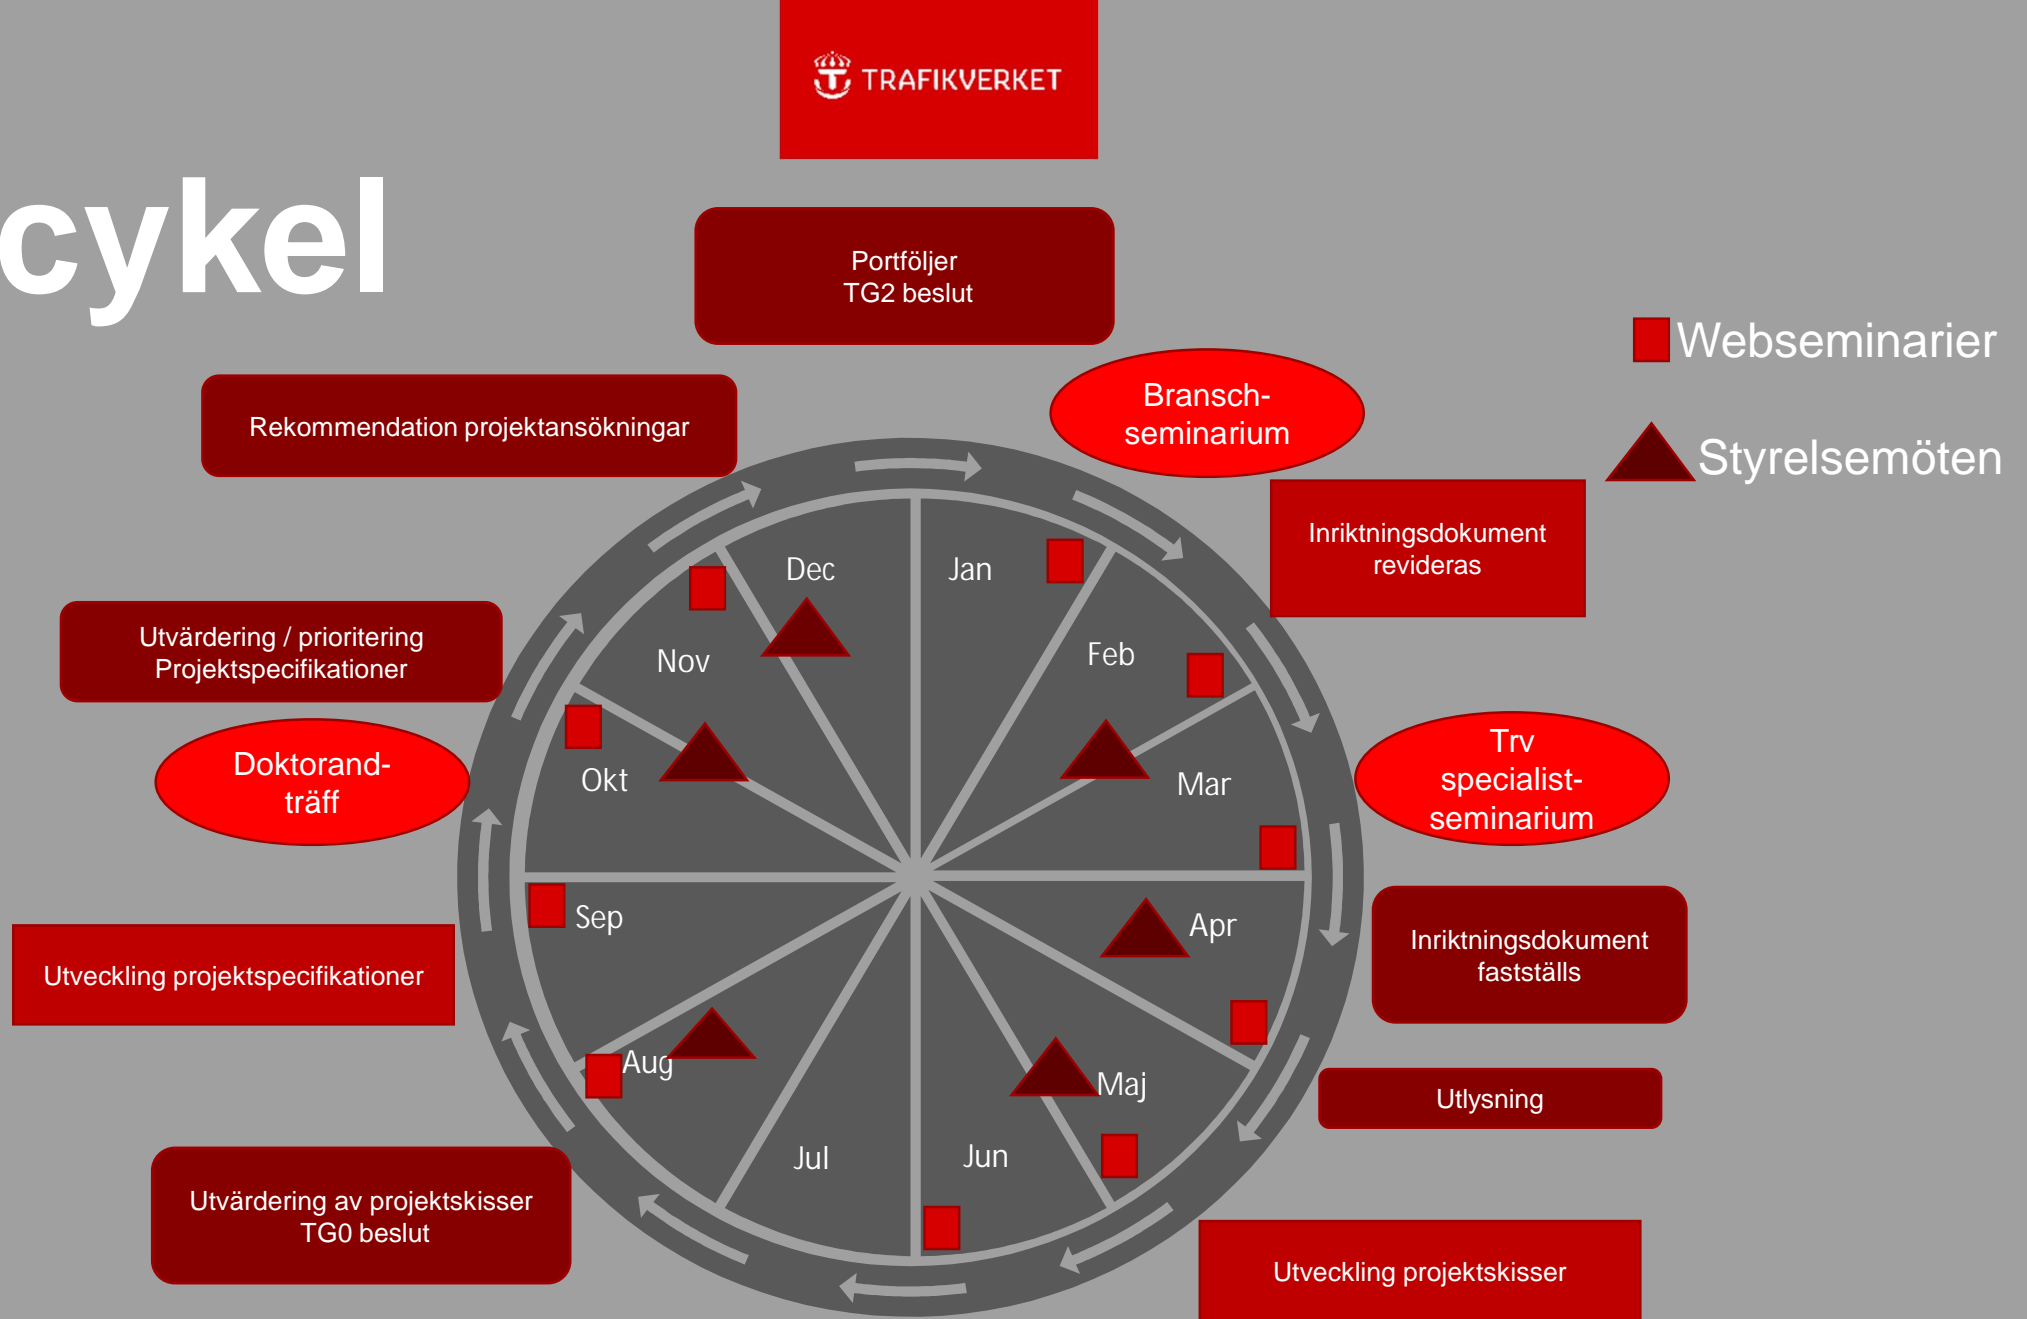 TRAFIKVERKET
cykel
Portföljer
TG2 beslut
Webseminarier
Styrelsemöten
Bransch-
seminarium
Rekommendation projektansökningar
Inriktningsdokument
revideras
Utvärdering / prioritering
Projektspecifikationer
Doktorand-
träff
Trv
specialist-
seminarium
Inriktningsdokument
fastställs
Utveckling projektspecifikationer
Utlysning
Utvärdering av projektskisser
TG0 beslut
Utveckling projektskisser
Jan
Feb
Mar
Apr
Maj
Jun
Jul
Aug
Sep
Okt
Nov
Dec